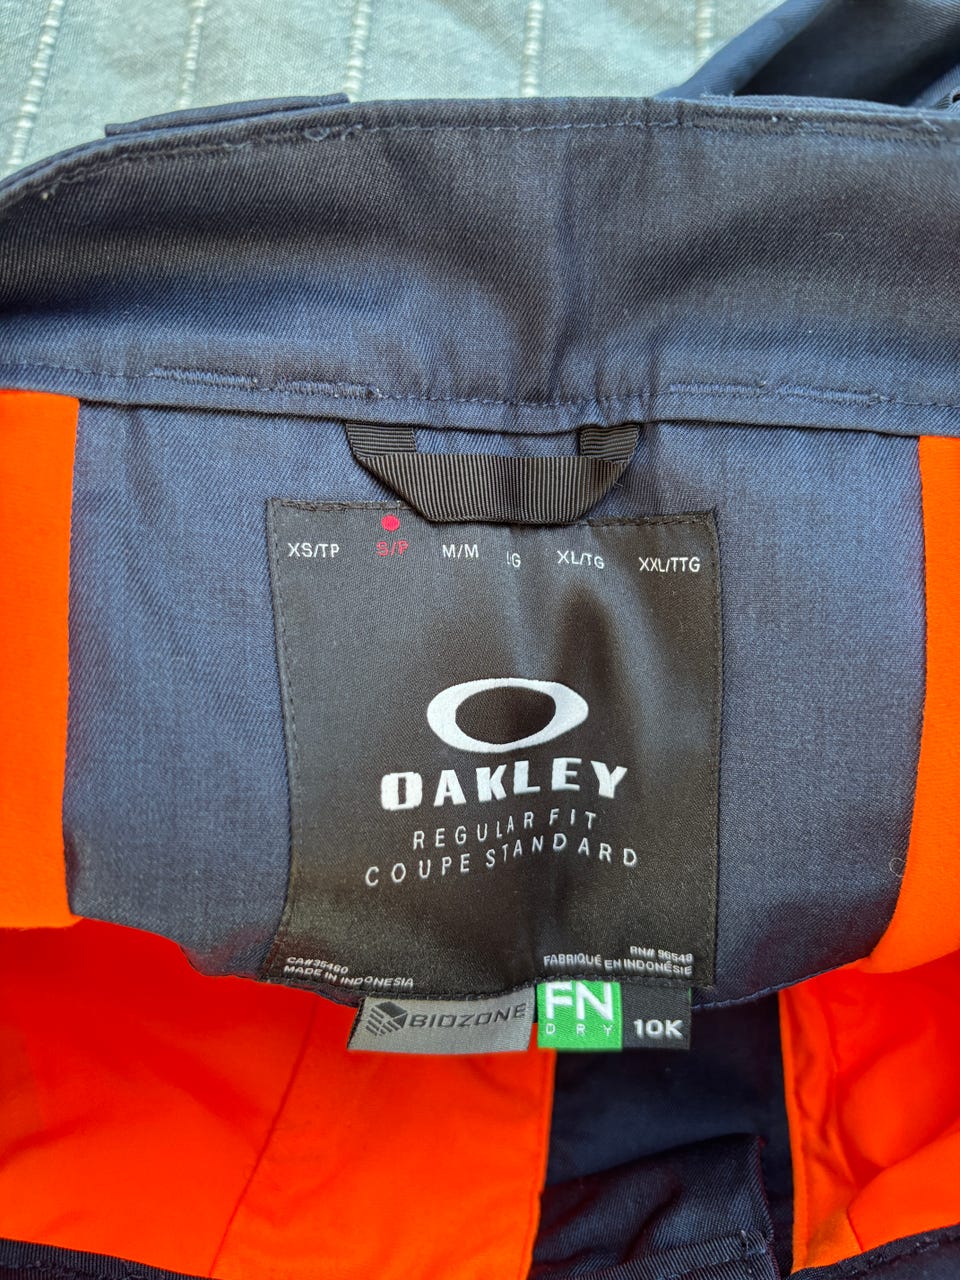 XS/TP S/P M/M LG XL/TG XXL/TTG
OAKLEY
REGULAR FIT
COUPE STANDARD
CA#35460
MADE IN INDONESIA
RN# 96549
FABRIQUÉ EN INDONÉSIE
BIOZONE
FN
DRY
10K